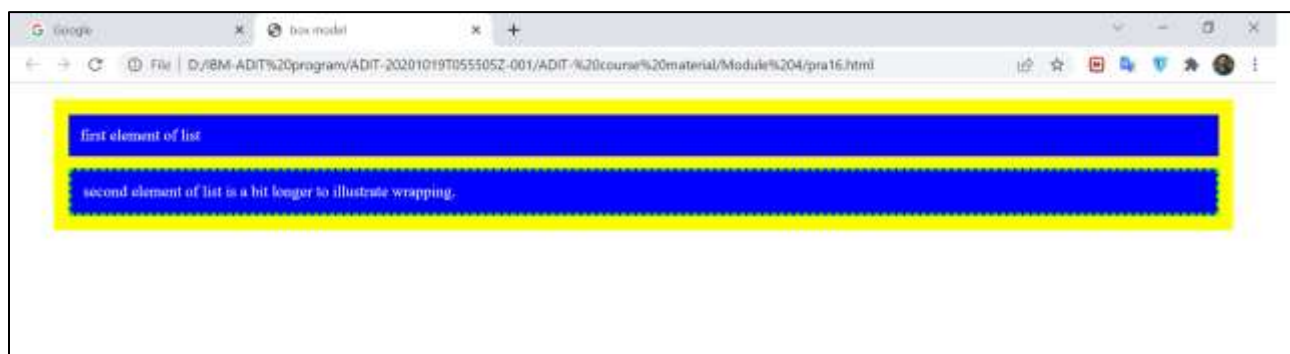 Google
box model
File | D:/IBM-ADIT%20program/ADIT-20201019T055505Z-001/ADIT-%20course%20material/Module%204/pra16.html
first element of list
second element of list is a bit longer to illustrate wrapping.